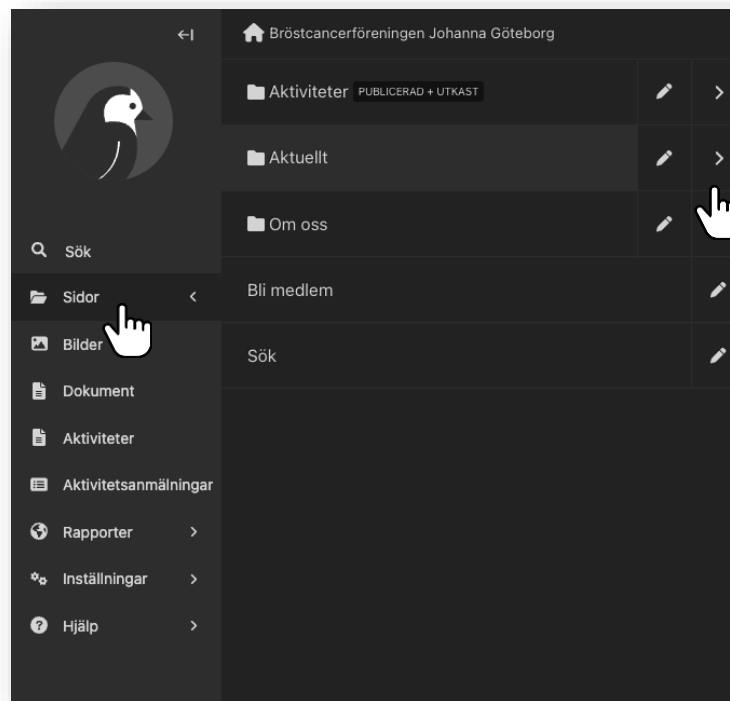 Bröstcancerföreningen Johanna Göteborg
Aktiviteter PUBLICERAD + UTKAST
Aktuellt
Om oss
Bli medlem
Sök
Sök
Sidor
Bilder
Dokument
Aktiviteter
Aktivitetsanmälningar
Rapporter
Inställningar
Hjälp